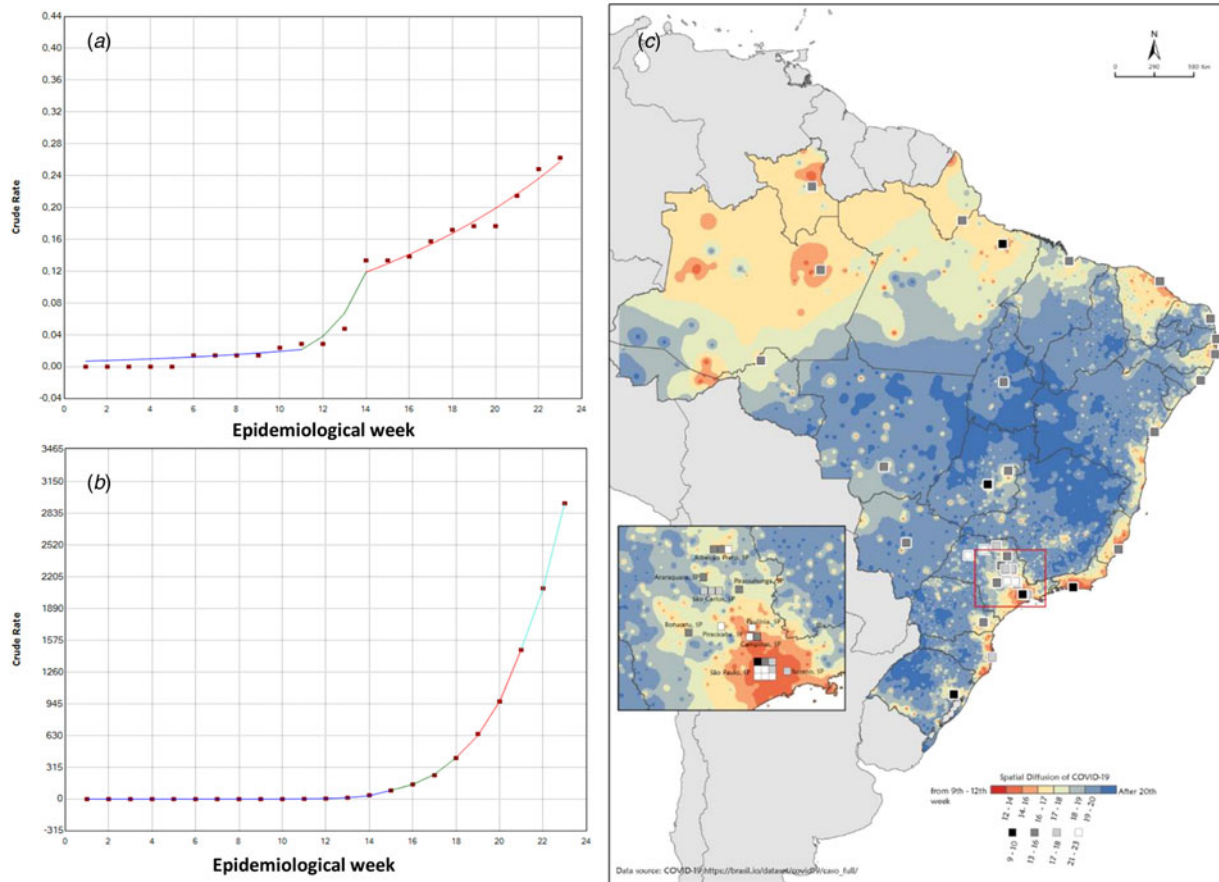 (a)
0,44
0,40
0,36
0,32
0,28
0,24
0,20
0,16
0,12
0,08
0,04
0,00
-0,04
Crude Rate
0 2 4 6 8 10 12 14 16 18 20 22 24
Epidemiological week
(b)
3465
3150
2835
2520
2205
1890
1575
1260
945
630
315
0
-315
Crude Rate
0 2 4 6 8 10 12 14 16 18 20 22 24
Epidemiological week
(c)
N
0 290 580 Km
Ribeirão Preto, SP
Araraquara, SP
Pirassununga, SP
São Carlos, SP
Botucatu, SP
Paulínia, SP
Piracicaba, SP
Campinas, SP
São Paulo, SP
Spatial Diffusion of COVID-19
from 9th - 12th week
After 20th
12 - 14
14 - 16
16 - 17
17 - 18
18 - 19
19 - 20
9 - 10
13 - 16
17 - 18
21 - 23
Data source: COVID-19 https://brasil.io/dataset/covid19/caso_full/